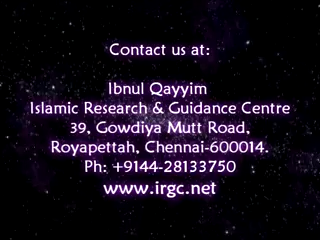 Contact us at:
Ibnul Qayyim
Islamic Research & Guidance Centre
39, Gowdiya Mutt Road,
Royapettah, Chennai-600014.
Ph: +9144-28133750
www.irgc.net